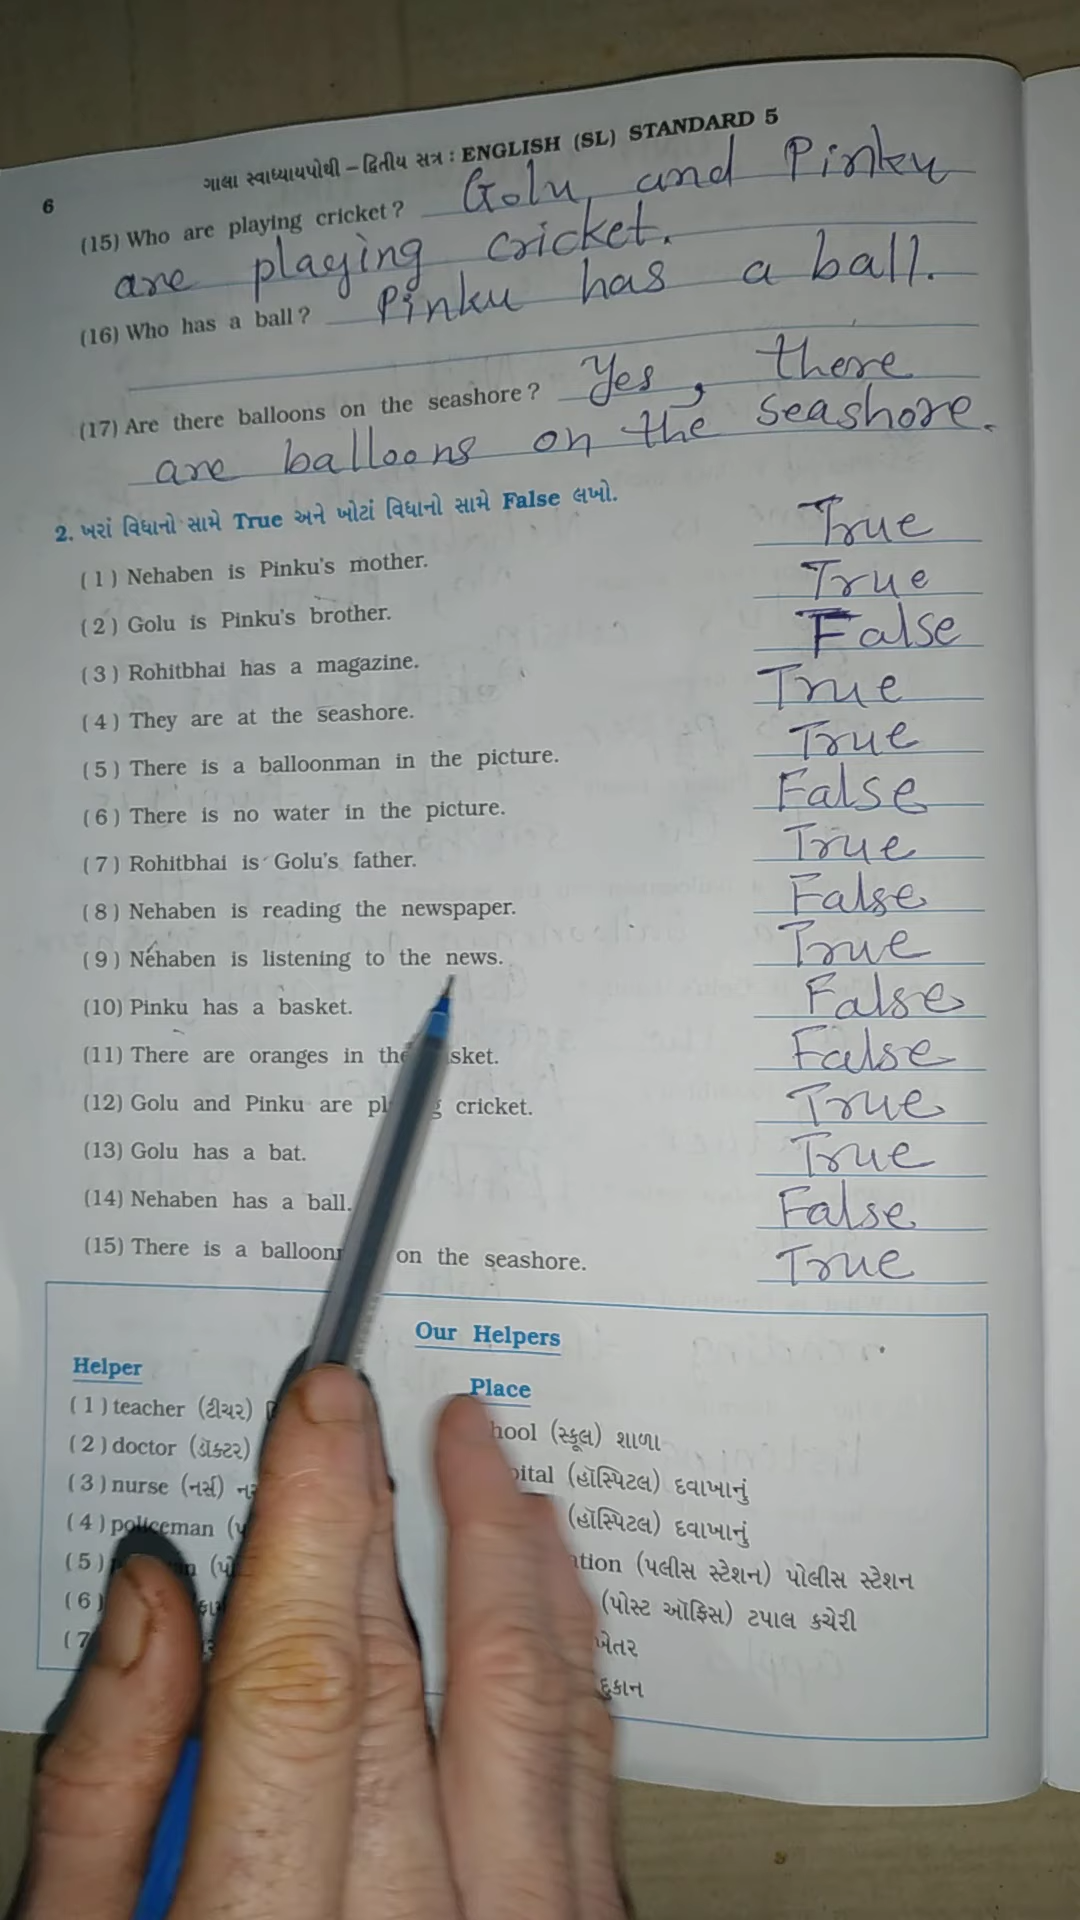 6
ગાલા સ્વાધ્યાયપોથી – દ્વિતીય સત્ર : ENGLISH (SL) STANDARD 5
(15) Who are playing cricket ? Golu and Pinku
are playing cricket.
(16) Who has a ball ? Pinku has a ball.
(17) Are there balloons on the seashore ? Yes, there
are balloons on the seashore.
2. ખરાં વિધાનો સામે True અને ખોટાં વિધાનો સામે False લખો.
(1) Nehaben is Pinku's mother. True
(2) Golu is Pinku's brother. True
(3) Rohitbhai has a magazine. False
(4) They are at the seashore. True
(5) There is a balloonman in the picture. True
(6) There is no water in the picture. False
(7) Rohitbhai is Golu's father. True
(8) Nehaben is reading the newspaper. False
(9) Nehaben is listening to the news. True
(10) Pinku has a basket. False
(11) There are oranges in the False
(12) Golu and Pinku are cricket. True
(13) Golu has a bat. True
(14) Nehaben has a ball. False
(15) There is a on the seashore. True
Our Helpers
Helper Place
(1) teacher (ટીચર) (સ્કૂલ) શાળા
(2) doctor (ડૉક્ટર) (હૉસ્પિટલ) દવાખાનું
(3) nurse (નર્સ) (હૉસ્પિટલ) દવાખાનું
(4) policeman (પલીસ સ્ટેશન) પોલીસ સ્ટેશન
(5) (પોસ્ટ ઑફિસ) ટપાલ કચેરી
(6) ખેતર
(7 દુકાન